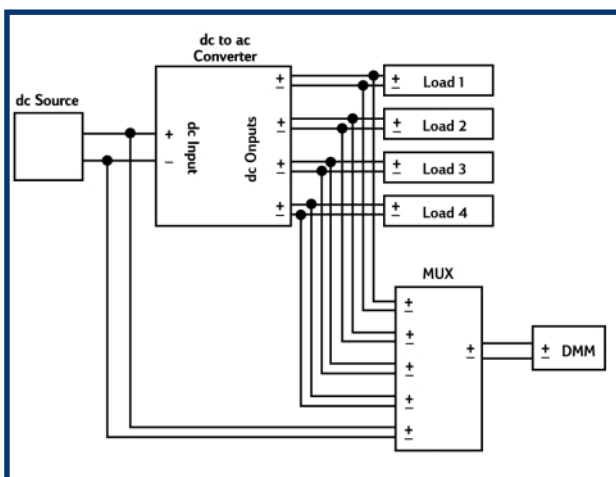 dc to ac
Converter
dc Source
+
−
dc Input
dc Onputs
±
±
±
±
± Load 1
± Load 2
± Load 3
± Load 4
MUX
±
±
±
±
±
±
± DMM